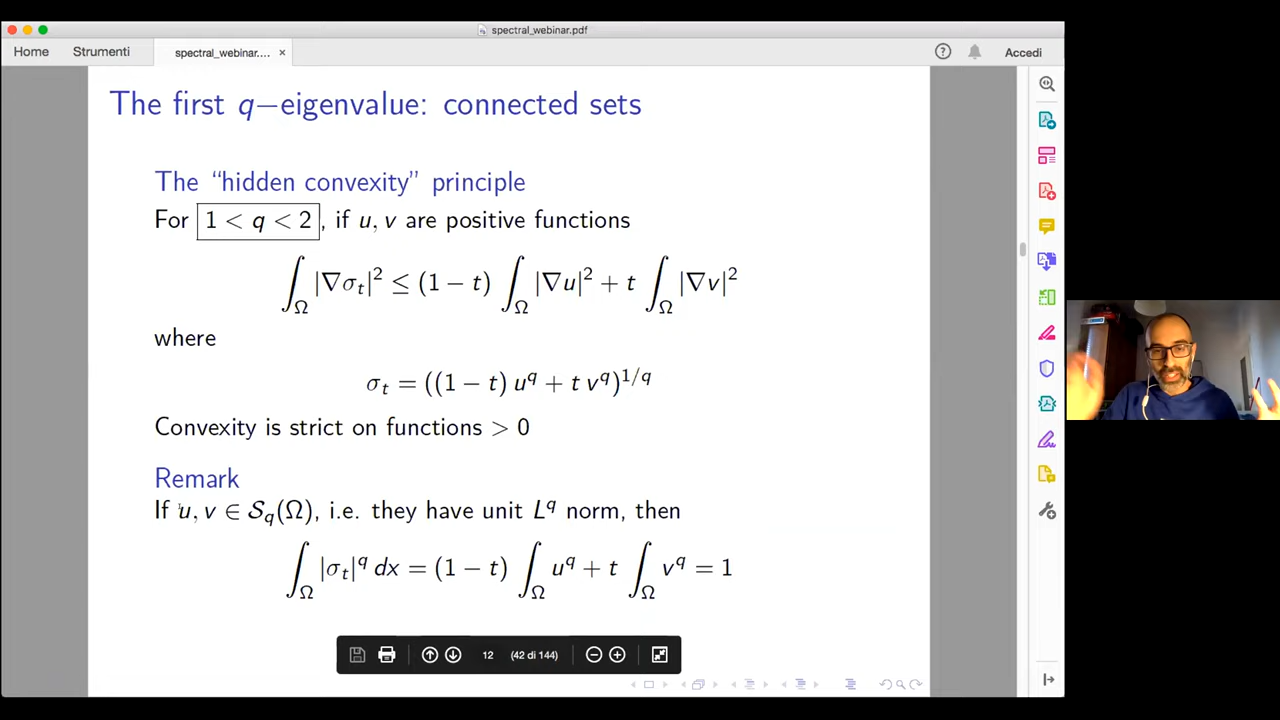 spectral_webinar.pdf
Home Strumenti spectral_webinar.... × Accedi
The first q−eigenvalue: connected sets
The “hidden convexity” principle
For 1 < q < 2 , if u, v are positive functions
∫_Ω |∇σ_t|² ≤ (1 − t) ∫_Ω |∇u|² + t ∫_Ω |∇v|²
where
σ_t = ((1 − t) u^q + t v^q)^{1/q}
Convexity is strict on functions > 0
Remark
If u, v ∈ 𝒮_q(Ω), i.e. they have unit L^q norm, then
∫_Ω |σ_t|^q dx = (1 − t) ∫_Ω u^q + t ∫_Ω v^q = 1
12 (42 di 144)